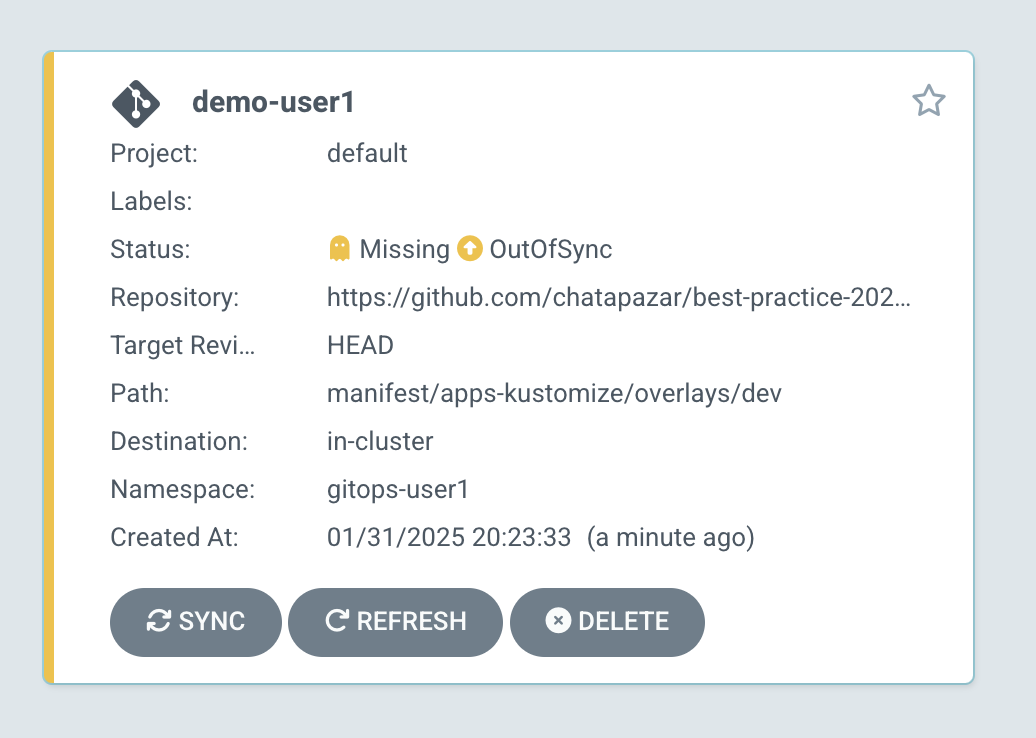 demo-user1
Project: default
Labels:
Status: Missing OutOfSync
Repository: https://github.com/chatapazar/best-practice-202...
Target Revi... HEAD
Path: manifest/apps-kustomize/overlays/dev
Destination: in-cluster
Namespace: gitops-user1
Created At: 01/31/2025 20:23:33 (a minute ago)
SYNC REFRESH DELETE